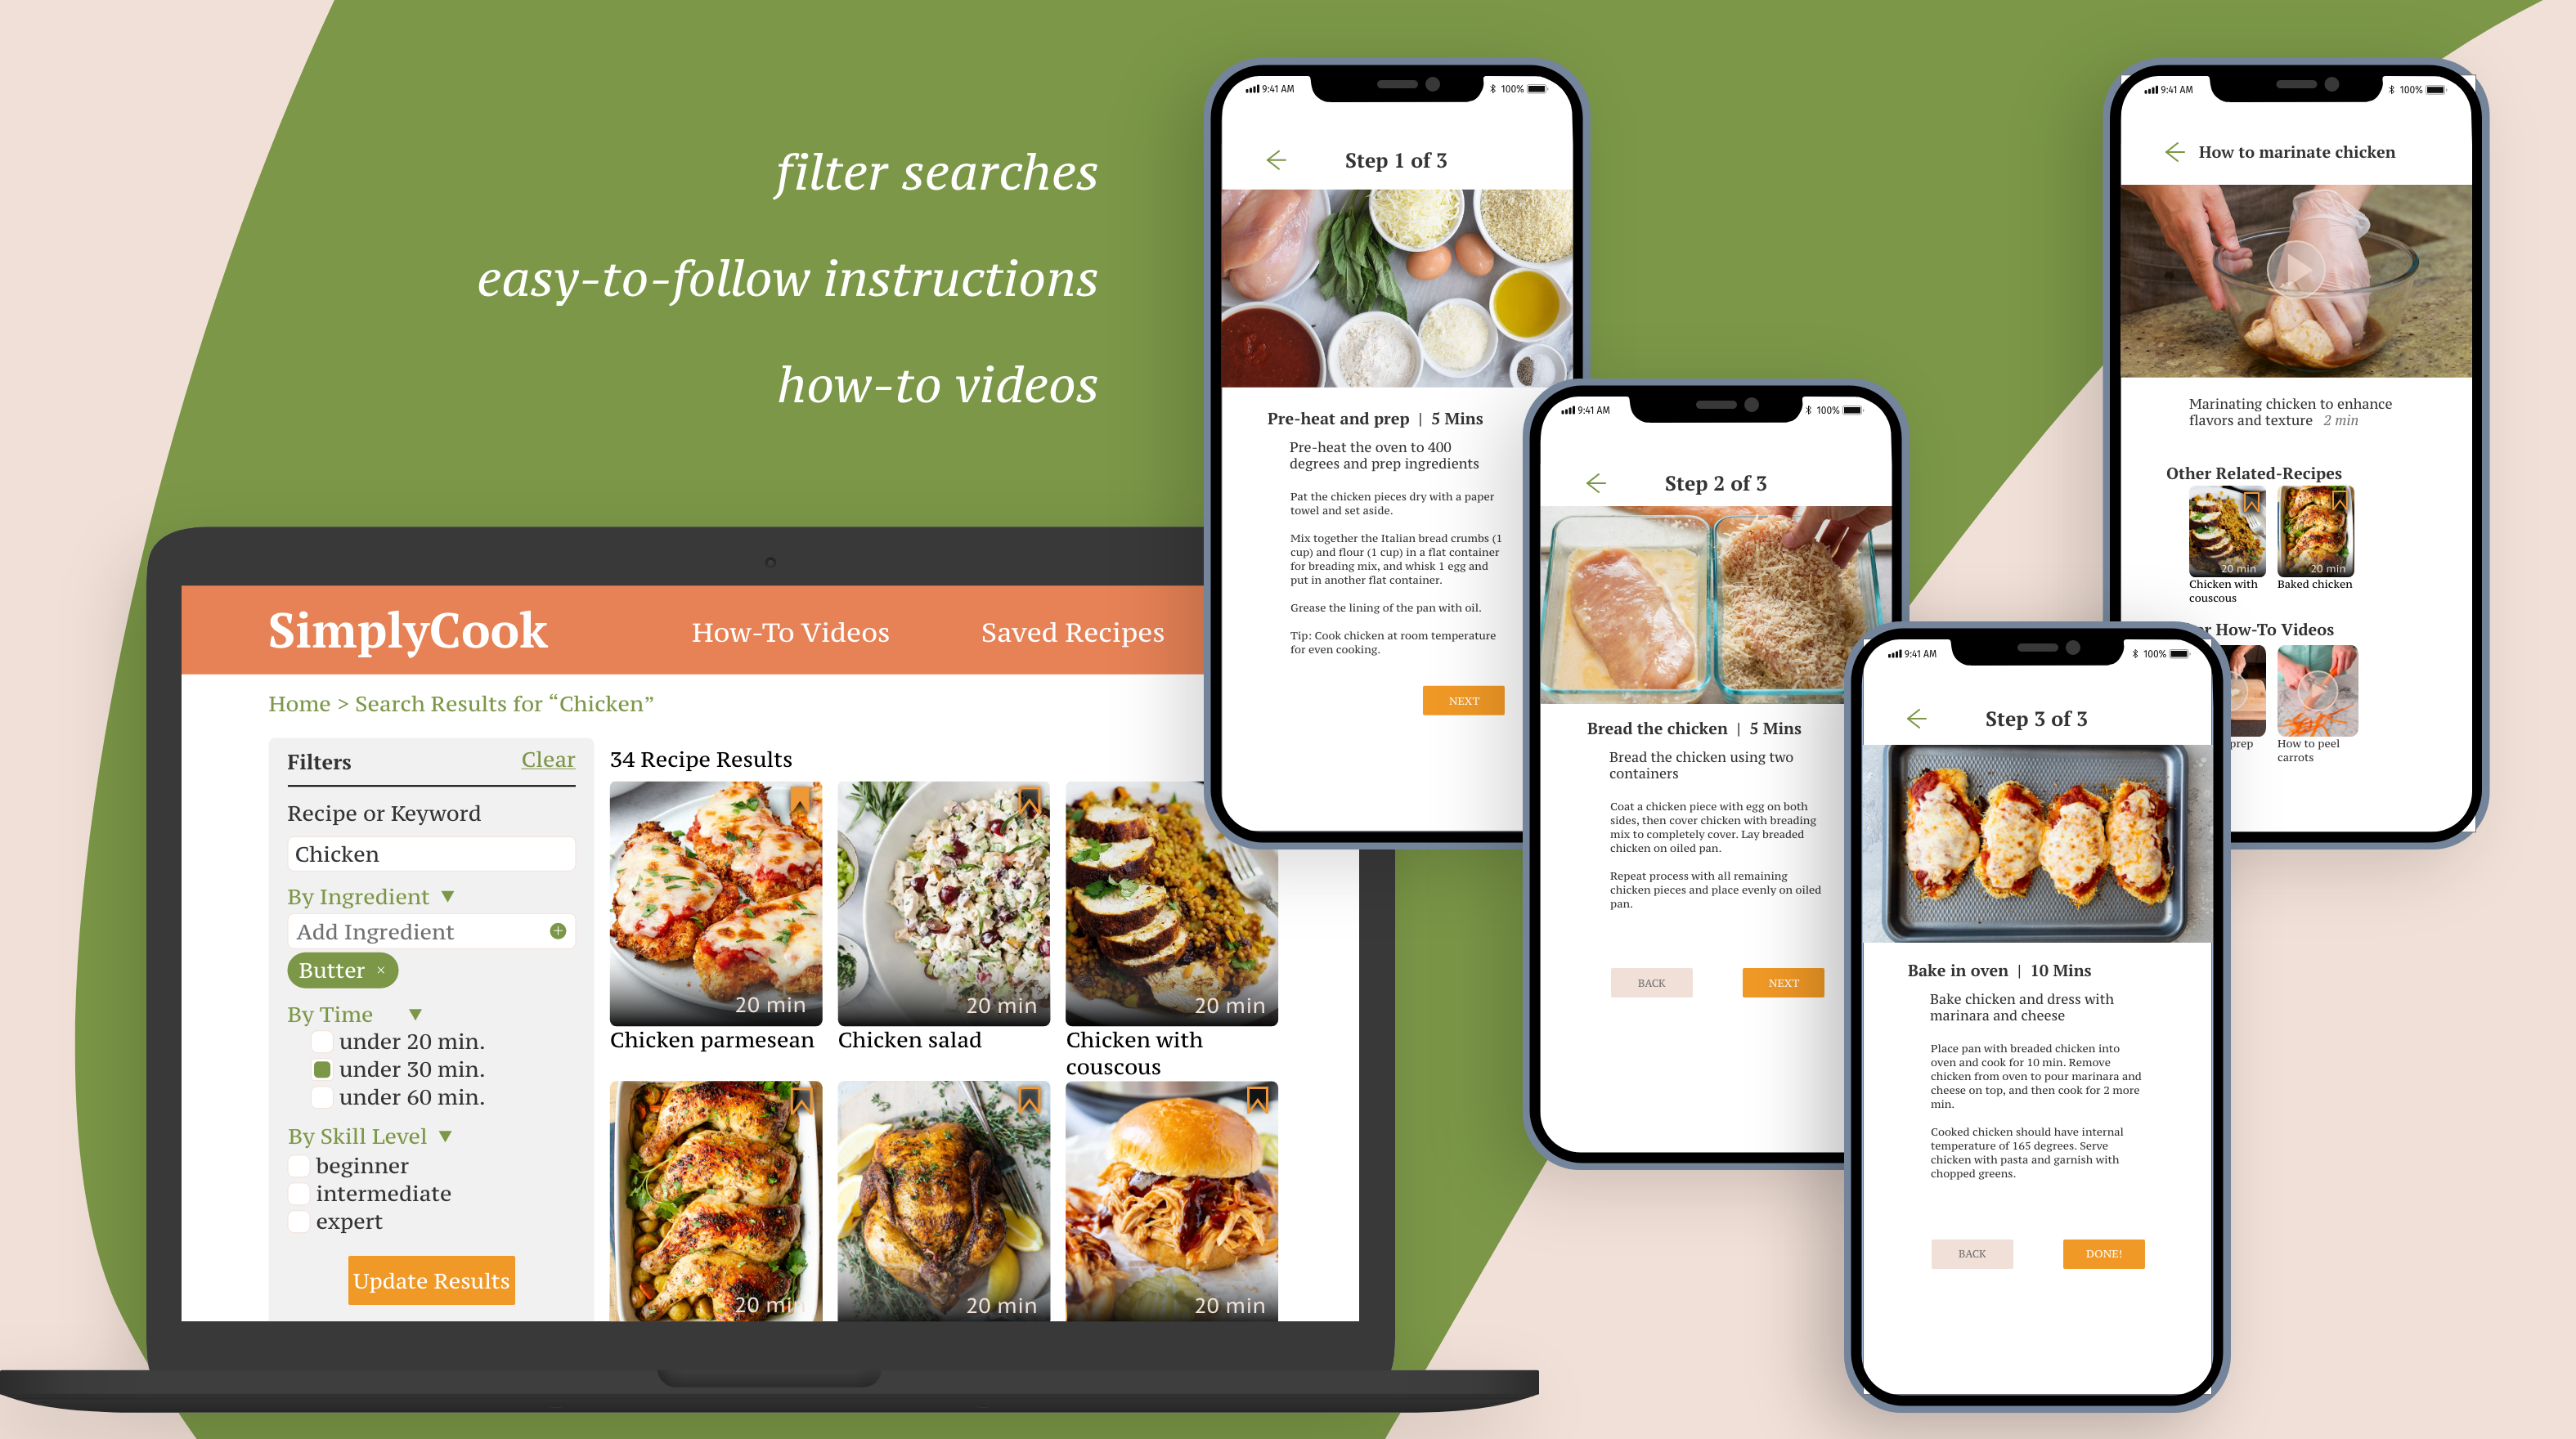 filter searches
easy-to-follow instructions
how-to videos
SimplyCook
How-To Videos
Saved Recipes
Home > Search Results for “Chicken”
Filters
Clear
Recipe or Keyword
Chicken
By Ingredient ▼
Add Ingredient
Butter ×
By Time ▼
under 20 min.
under 30 min.
under 60 min.
By Skill Level ▼
beginner
intermediate
expert
Update Results
34 Recipe Results
20 min
Chicken parmesean
20 min
Chicken salad
20 min
Chicken with
couscous
20 min
20 min
20 min
9:41 AM
100%
Step 1 of 3
Pre-heat and prep | 5 Mins
Pre-heat the oven to 400
degrees and prep ingredients
Pat the chicken pieces dry with a paper
towel and set aside.
Mix together the Italian bread crumbs (1
cup) and flour (1 cup) in a flat container
for breading mix, and whisk 1 egg and
put in another flat container.
Grease the lining of the pan with oil.
Tip: Cook chicken at room temperature
for even cooking.
NEXT
9:41 AM
100%
Step 2 of 3
Bread the chicken | 5 Mins
Bread the chicken using two
containers
Coat a chicken piece with egg on both
sides, then cover chicken with breading
mix to completely cover. Lay breaded
chicken on oiled pan.
Repeat process with all remaining
chicken pieces and place evenly on oiled
pan.
BACK
NEXT
9:41 AM
100%
Step 3 of 3
Bake in oven | 10 Mins
Bake chicken and dress with
marinara and cheese
Place pan with breaded chicken into
oven and cook for 10 min. Remove
chicken from oven to pour marinara and
cheese on top, and then cook for 2 more
min.
Cooked chicken should have internal
temperature of 165 degrees. Serve
chicken with pasta and garnish with
chopped greens.
BACK
DONE!
9:41 AM
100%
How to marinate chicken
Marinating chicken to enhance
flavors and texture 2 min
Other Related-Recipes
20 min
Chicken with
couscous
20 min
Baked chicken
How-To Videos
prep
How to peel
carrots